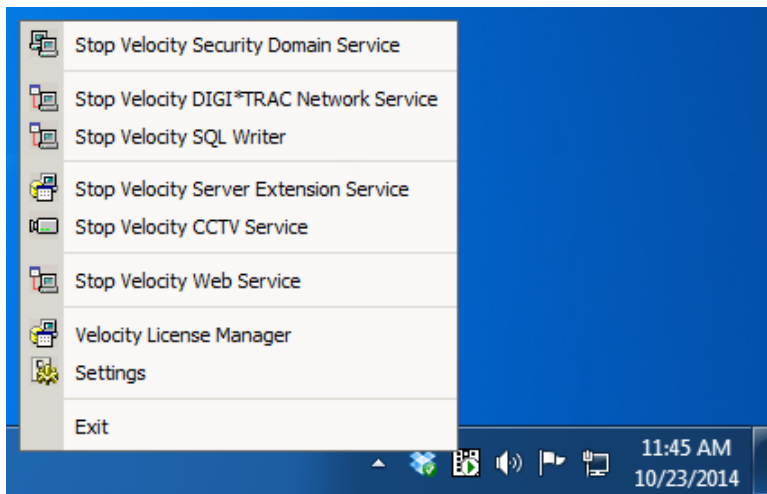 Stop Velocity Security Domain Service
Stop Velocity DIGI*TRAC Network Service
Stop Velocity SQL Writer
Stop Velocity Server Extension Service
Stop Velocity CCTV Service
Stop Velocity Web Service
Velocity License Manager
Settings
Exit
11:45 AM
10/23/2014